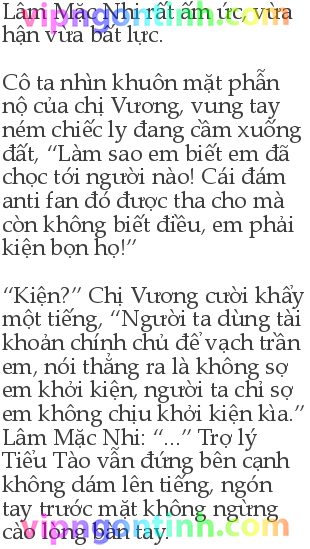 Lâm Mặc Nhi rất ấm ức, vừa
hận vừa bất lực.
Cô ta nhìn khuôn mặt phẫn
nộ của chị Vương, vung tay
ném chiếc ly đang cầm xuống
đất, “Làm sao em biết em đã
chọc tới người nào! Cái đám
anti fan đó được tha cho mà
còn không biết điều, em phải
kiện bọn họ!”
“Kiện?” Chị Vương cười khẩy
một tiếng, “Người ta dùng tài
khoản chính chủ để vạch trần
em, nói thẳng ra là không sợ
em khởi kiện, người ta chỉ sợ
em không chịu khởi kiện kìa.”
Lâm Mặc Nhi: “...” Trợ lý
Tiểu Tào vẫn đứng bên cạnh
không dám lên tiếng, ngón
tay trước mặt không ngừng
cào lòng bàn tay.
vipngontinh.com
vipngontinh.com